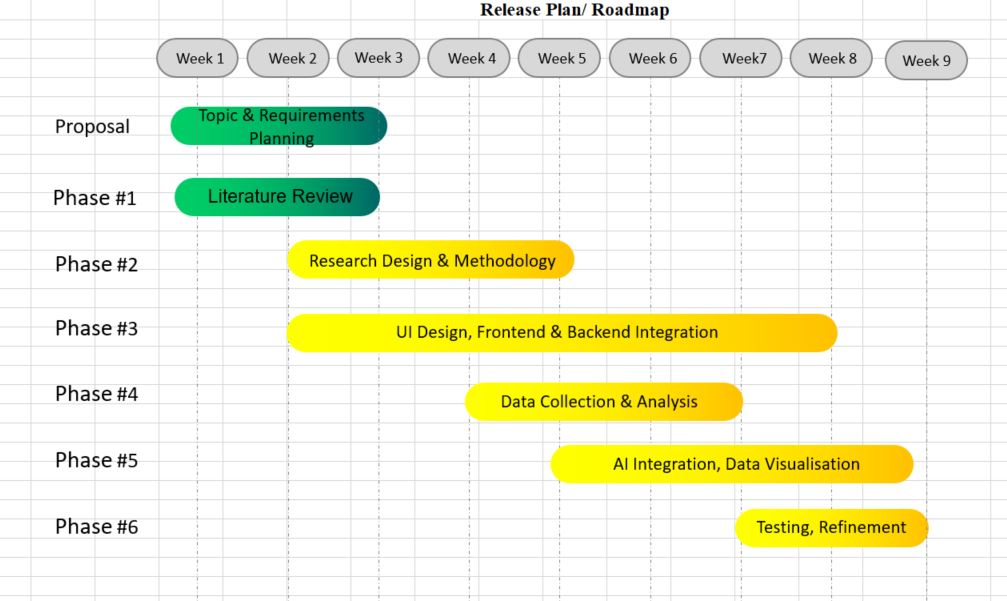 Release Plan/ Roadmap
Week 1
Week 2
Week 3
Week 4
Week 5
Week 6
Week7
Week 8
Week 9
Proposal
Topic & Requirements
Planning
Phase #1
Literature Review
Phase #2
Research Design & Methodology
Phase #3
UI Design, Frontend & Backend Integration
Phase #4
Data Collection & Analysis
Phase #5
AI Integration, Data Visualisation
Phase #6
Testing, Refinement